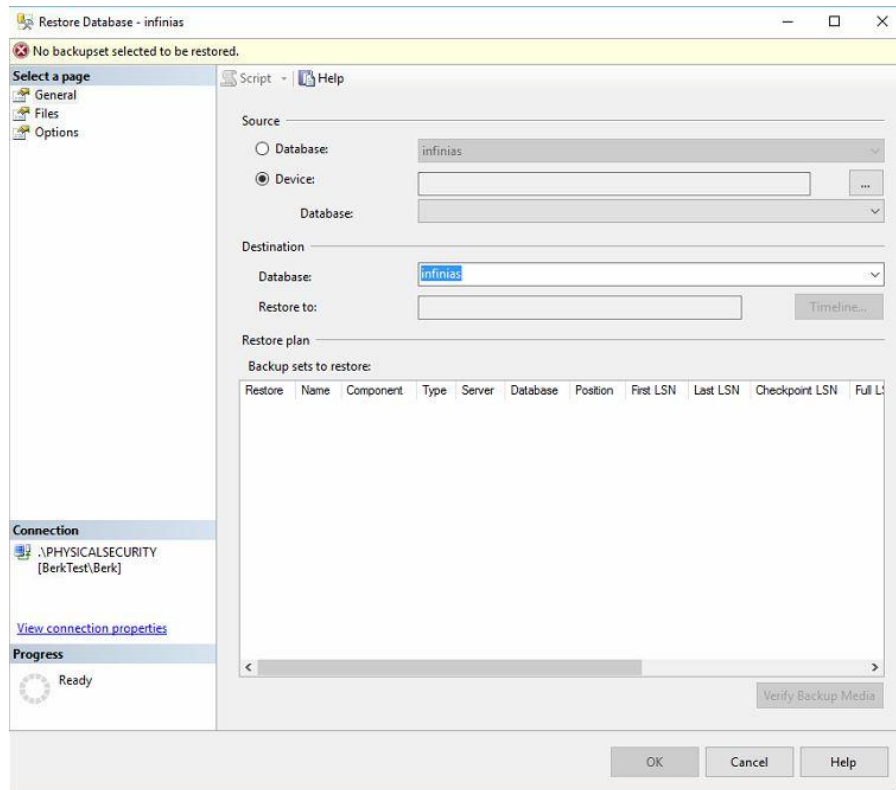 Restore Database - infinias
No backupset selected to be restored.
Select a page
General
Files
Options
Script Help
Source
Database: infinias
Device: ...
Database:
Destination
Database: infinias
Restore to: Timeline...
Restore plan
Backup sets to restore:
Restore Name Component Type Server Database Position First LSN Last LSN Checkpoint LSN Full LS
Connection
.\PHYSICALSECURITY
[BerkTest\Berk]
View connection properties
Progress
Ready
Verify Backup Media
OK Cancel Help